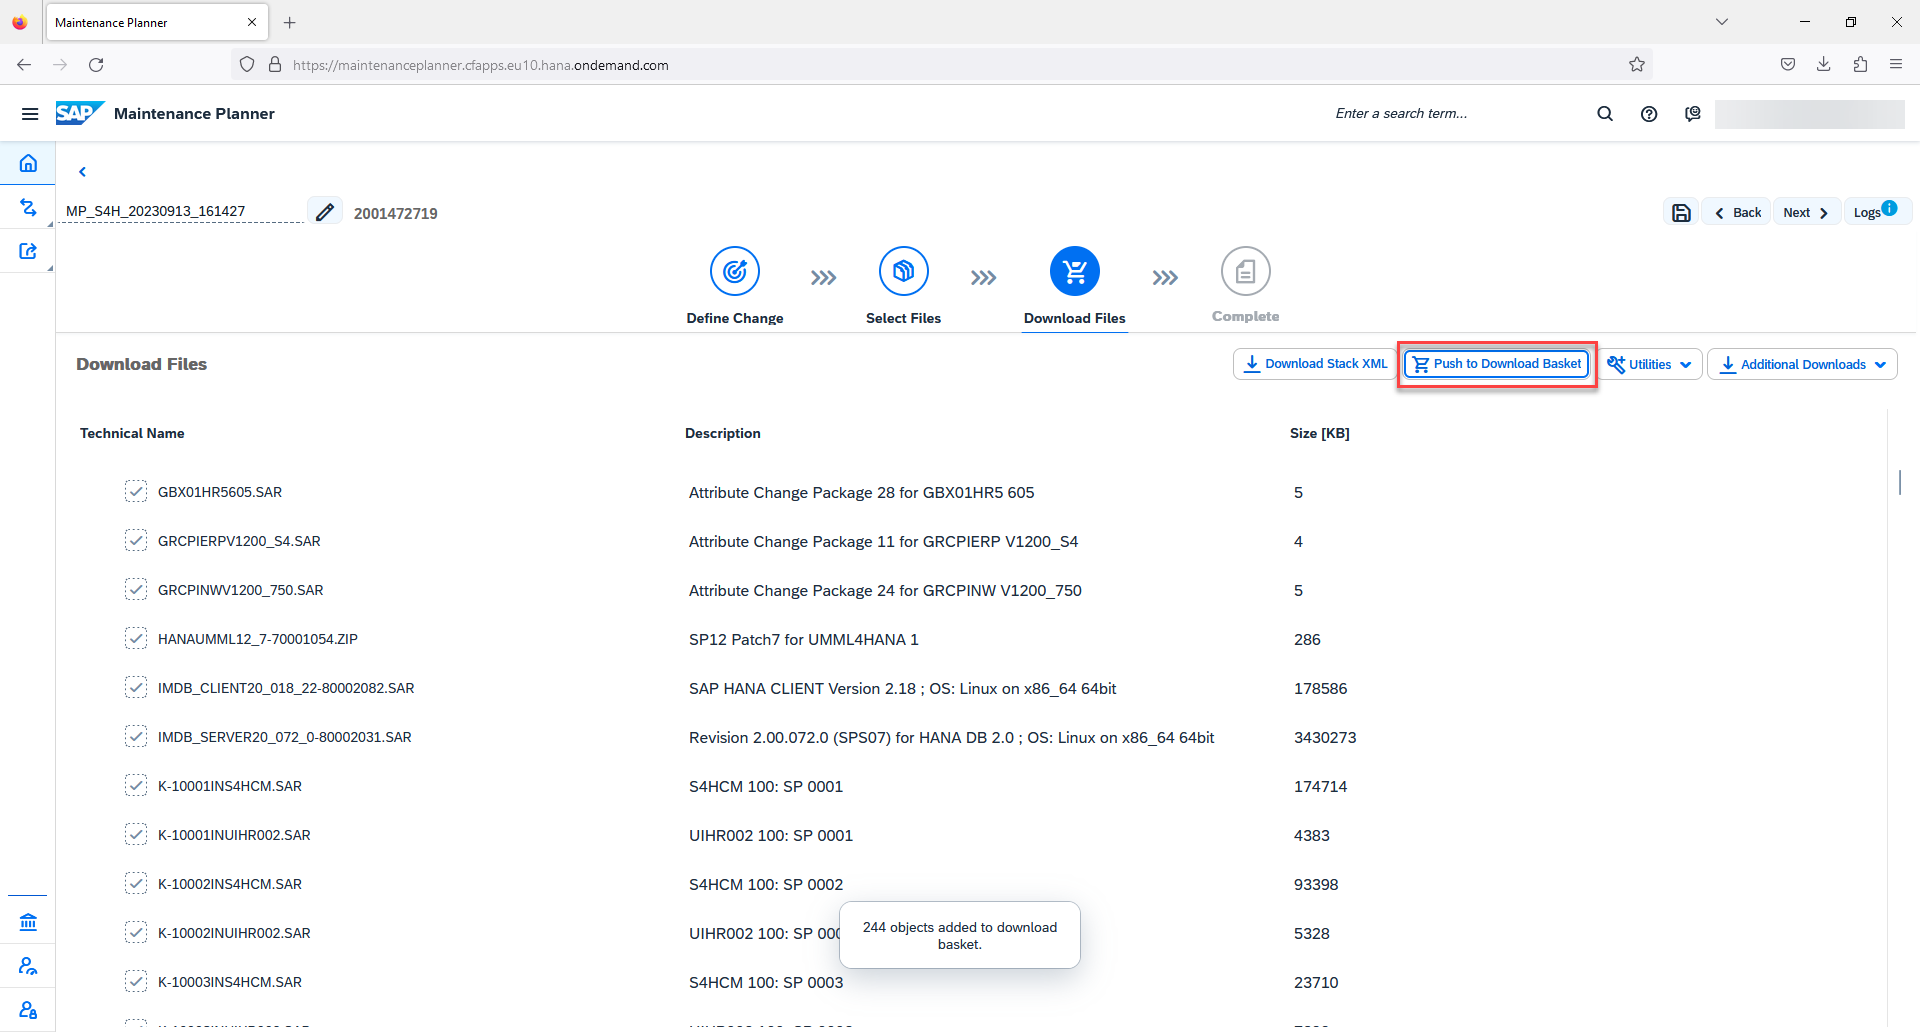 Maintenance Planner
https://maintenanceplanner.cfapps.eu10.hana.ondemand.com
SAP Maintenance Planner
Enter a search term...
MP_S4H_20230913_161427
2001472719
Back
Next
Logs
Define Change
Select Files
Download Files
Complete
Download Files
Download Stack XML
Push to Download Basket
Utilities
Additional Downloads
Technical Name Description Size [KB]
GBX01HR5605.SAR Attribute Change Package 28 for GBX01HR5 605 5
GRCPIERPV1200_S4.SAR Attribute Change Package 11 for GRCPIERP V1200_S4 4
GRCPINWV1200_750.SAR Attribute Change Package 24 for GRCPINW V1200_750 5
HANAUMML12_7-70001054.ZIP SP12 Patch7 for UMML4HANA 1 286
IMDB_CLIENT20_018_22-80002082.SAR SAP HANA CLIENT Version 2.18 ; OS: Linux on x86_64 64bit 178586
IMDB_SERVER20_072_0-80002031.SAR Revision 2.00.072.0 (SPS07) for HANA DB 2.0 ; OS: Linux on x86_64 64bit 3430273
K-10001INS4HCM.SAR S4HCM 100: SP 0001 174714
K-10001INUIHR002.SAR UIHR002 100: SP 0001 4383
K-10002INS4HCM.SAR S4HCM 100: SP 0002 93398
K-10002INUIHR002.SAR UIHR002 100: SP 5328
244 objects added to download
basket.
K-10003INS4HCM.SAR S4HCM 100: SP 0003 23710